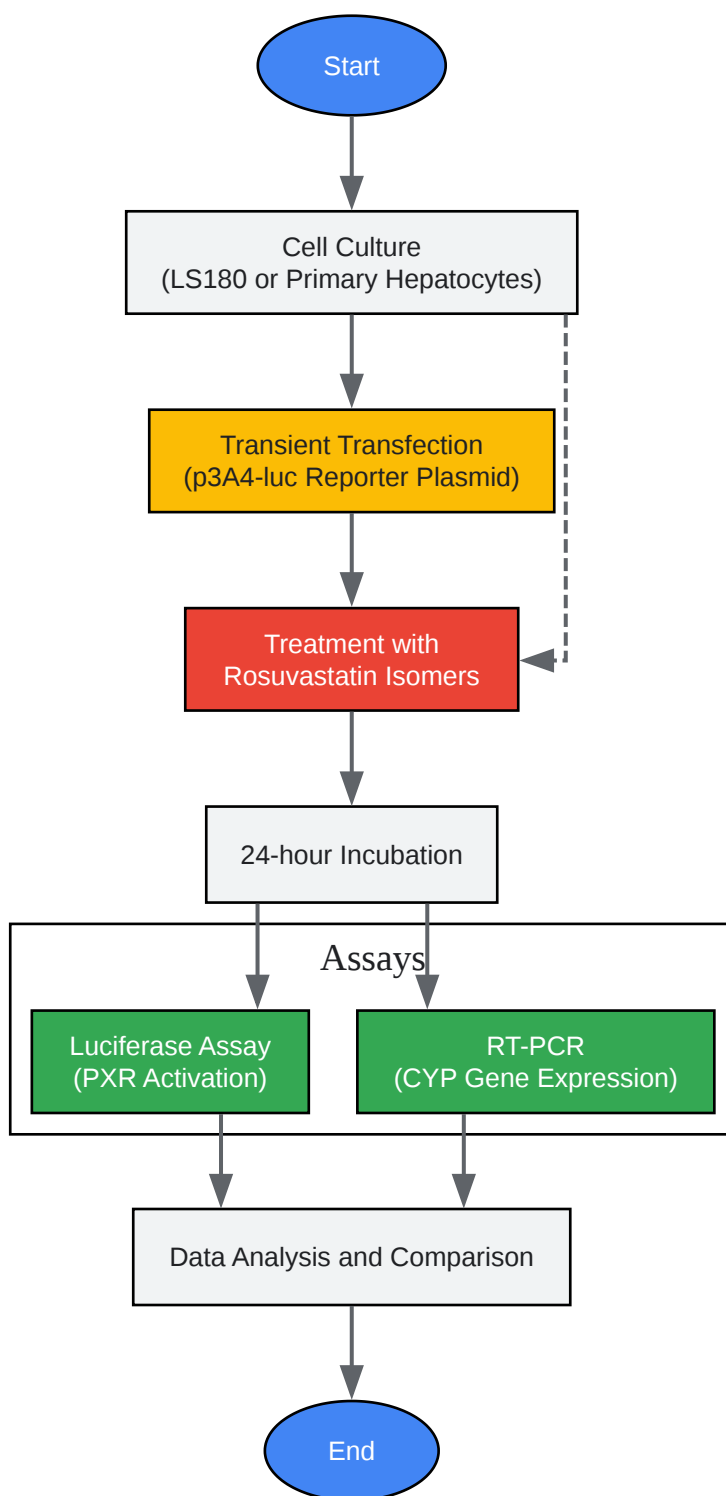 Start
Cell Culture
(LS180 or Primary Hepatocytes)
Transient Transfection
(p3A4-luc Reporter Plasmid)
Treatment with
Rosuvastatin Isomers
24-hour Incubation
Assays
Luciferase Assay
(PXR Activation)
RT-PCR
(CYP Gene Expression)
Data Analysis and Comparison
End